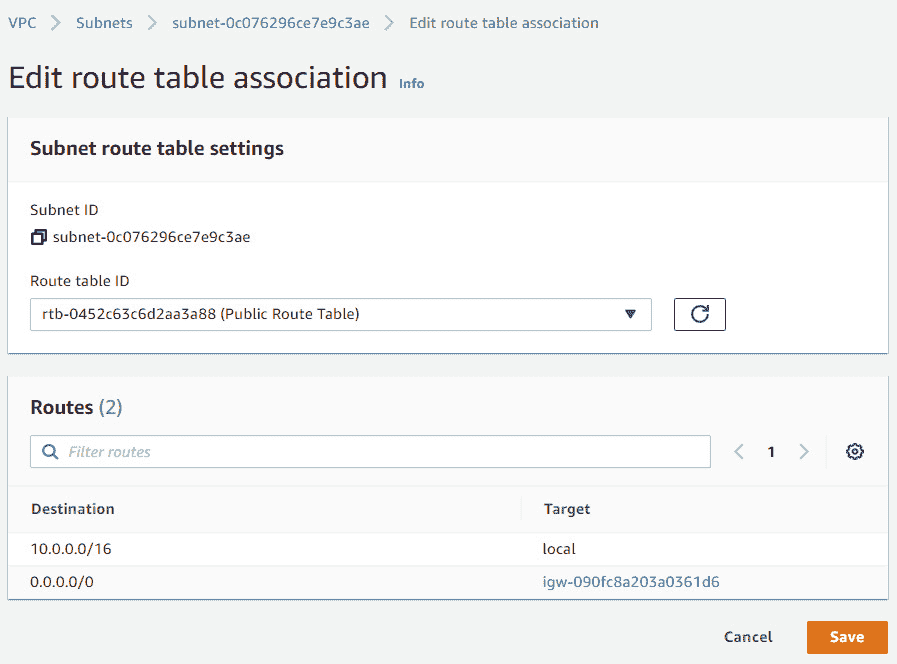 VPC > Subnets > subnet-0c076296ce7e9c3ae > Edit route table association
Edit route table association Info
Subnet route table settings
Subnet ID
subnet-0c076296ce7e9c3ae
Route table ID
rtb-0452c63c6d2aa3a88 (Public Route Table)
Routes (2)
Filter routes
1
Destination Target
10.0.0.0/16 local
0.0.0.0/0 igw-090fc8a203a0361d6
Cancel Save